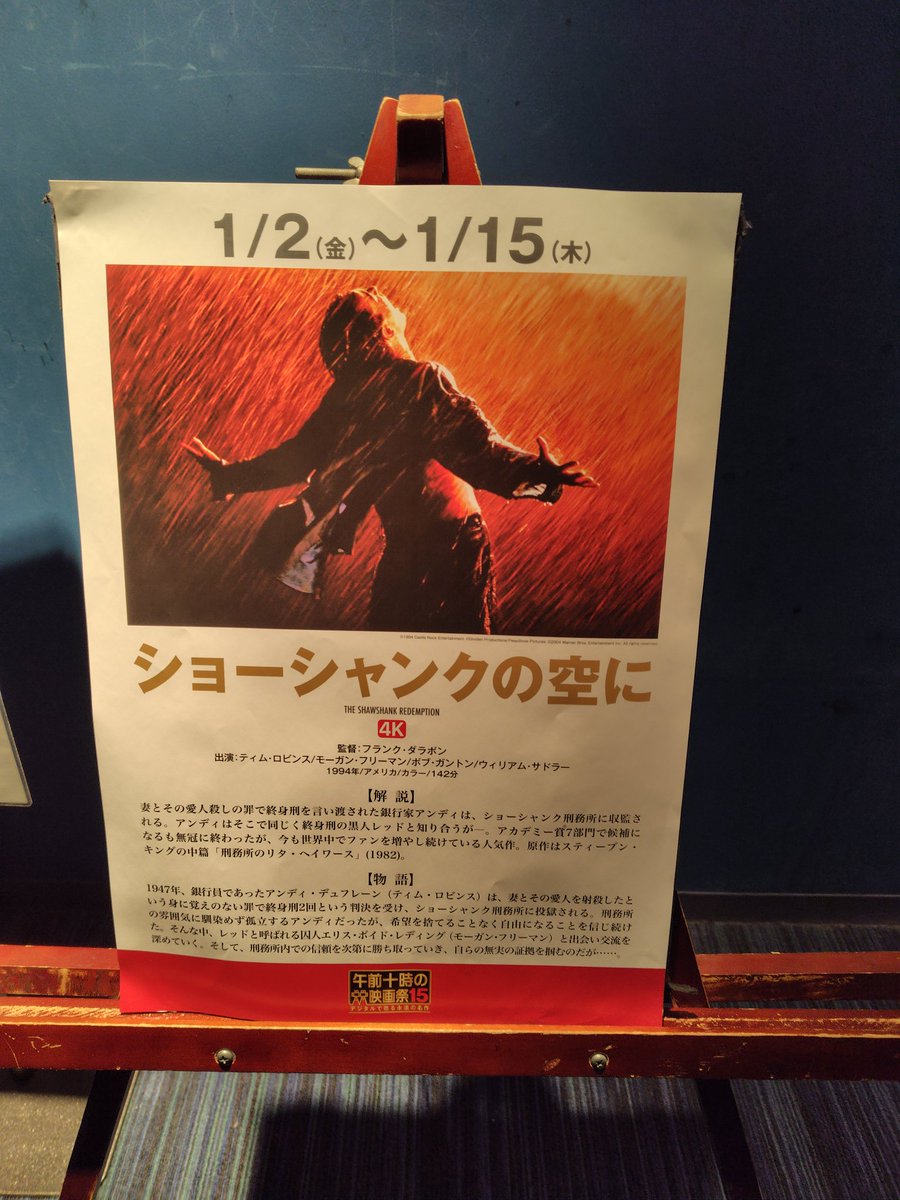 1/2(金)〜1/15(木)
©1994 Castle Rock Entertainment.
ショーシャンクの空に
THE SHAWSHANK REDEMPTION
4K
監督:フランク・ダラボン
出演:ティム・ロビンス/モーガン・フリーマン/ボブ・ガントン/ウィリアム・サドラー
1994年/アメリカ/カラー/142分
【解 説】
妻とその愛人殺しの罪で終身刑を言い渡された銀行家アンディは、ショーシャンク刑務所に収監さ
れる。アンディはそこで同じく終身刑の黒人レッドと知り合うが―。アカデミー賞7部門で候補に
なるも無冠に終わったが、今も世界中でファンを増やし続けている人気作。原作はスティーブン・
キングの中篇「刑務所のリタ・ヘイワース」(1982)。
【物 語】
1947年、銀行員であったアンディ・デュフレーン（ティム・ロビンス）は、妻とその愛人を射殺したと
いう身に覚えのない罪で終身刑2回という判決を受け、ショーシャンク刑務所に投獄される。刑務所
の雰囲気に馴染めず孤立するアンディだったが、希望を捨てることなく自由になることを信じ続け
た。そんな中、レッドと呼ばれる囚人エリス・ボイド・レディング（モーガン・フリーマン）と出会い交流を
深めていく。そして、刑務所内での信頼を次第に勝ち取っていき、自らの無実の証拠を掴むのだが……。
午前十時の
映画祭15
デジタルで甦る永遠の名作